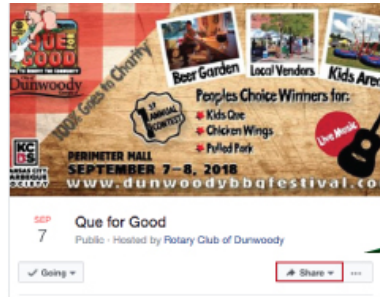 QUE FOR
GOOD
TO BENEFIT THE COMMUNITY
Dunwoody
100% Goes to Charity
Beer Garden
Local Vendors
Kids Area
1ST
ANNUAL
CONTEST
Peoples Choice Winners for:
Kids Que
Chicken Wings
Pulled Pork
Live Music
KC
BS
KANSAS CITY
BARBEQUE
SOCIETY
PERIMETER MALL
SEPTEMBER 7-8, 2018
www.dunwoodybbqfestival.co
SEP
7
Que for Good
Public · Hosted by Rotary Club of Dunwoody
Going
Share